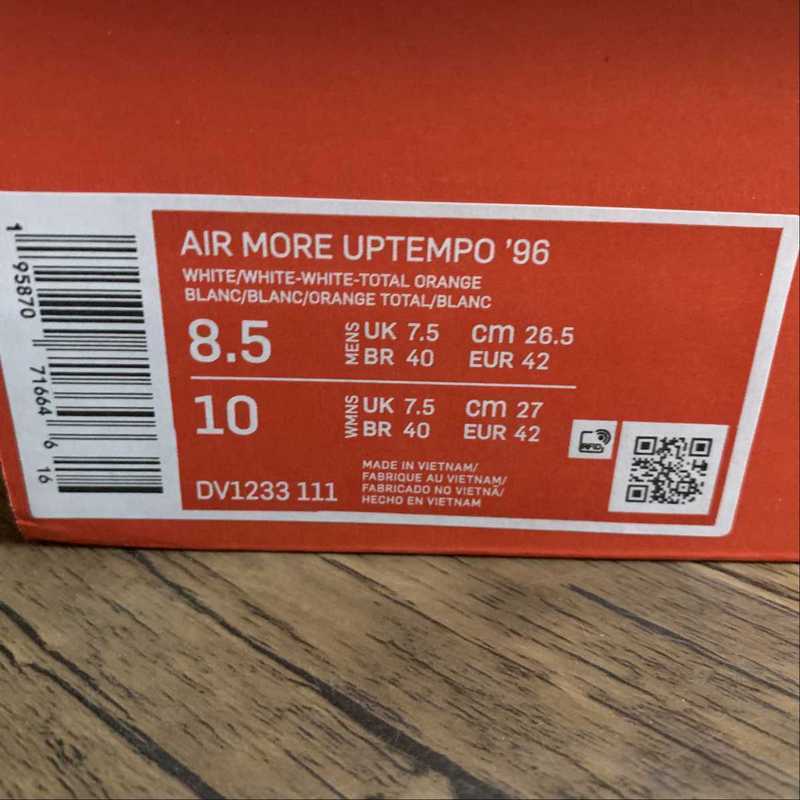 AIR MORE UPTEMPO '96
WHITE/WHITE-WHITE-TOTAL ORANGE
BLANC/BLANC/ORANGE TOTAL/BLANC
8.5 MENS UK 7.5 cm 26.5
BR 40 EUR 42
10 WMNS UK 7.5 cm 27
BR 40 EUR 42
DV1233 111
MADE IN VIETNAM/
FABRIQUE AU VIETNAM/
FABRICADO NO VIETNÃ/
HECHO EN VIETNAM
RFID
1 95870 71664 6 16